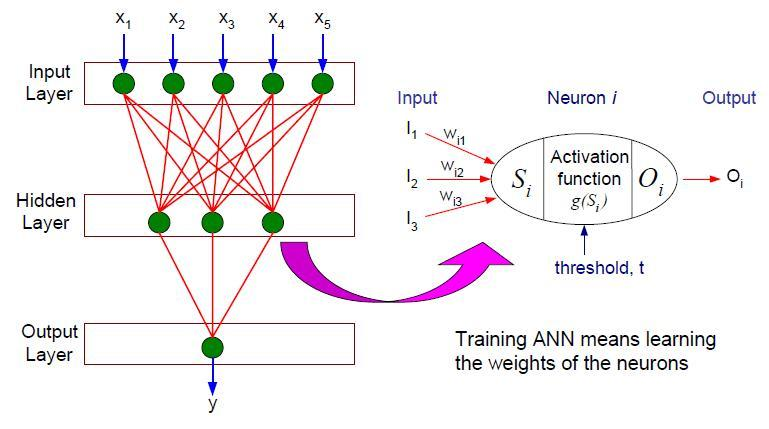 x1 x2 x3 x4 x5
Input
Layer
Hidden
Layer
Output
Layer
y
Input Neuron i Output
I1 wi1
I2 wi2
I3 wi3
Si
Activation
function
g(Si)
Oi
Oi
threshold, t
Training ANN means learning
the weights of the neurons